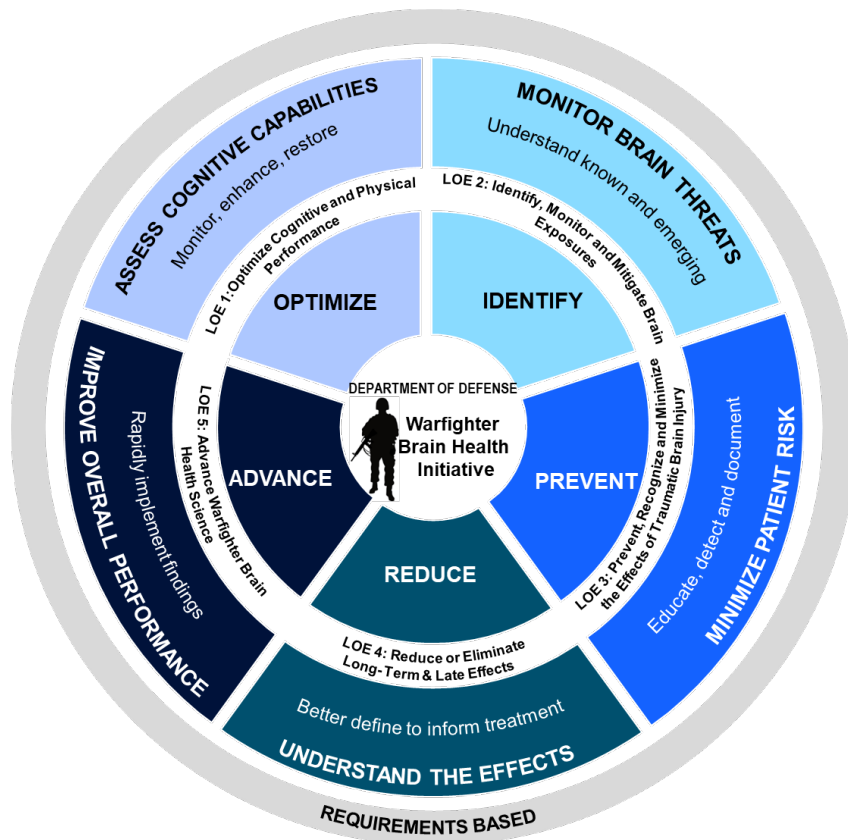 DEPARTMENT OF DEFENSE
Warfighter
Brain Health
Initiative
ASSESS COGNITIVE CAPABILITIES
Monitor, enhance, restore
LOE 1: Optimize Cognitive and Physical
Performance
OPTIMIZE
MONITOR BRAIN THREATS
Understand known and emerging
LOE 2: Identify, Monitor and Mitigate Brain
Exposures
IDENTIFY
MINIMIZE PATIENT RISK
Educate, detect and document
LOE 3: Prevent, Recognize and Minimize
the Effects of Traumatic Brain Injury
PREVENT
REDUCE
LOE 4: Reduce or Eliminate
Long-Term & Late Effects
Better define to inform treatment
UNDERSTAND THE EFFECTS
IMPROVE OVERALL PERFORMANCE
Rapidly implement findings
LOE 5: Advance Warfighter Brain
Health Science
ADVANCE
REQUIREMENTS BASED